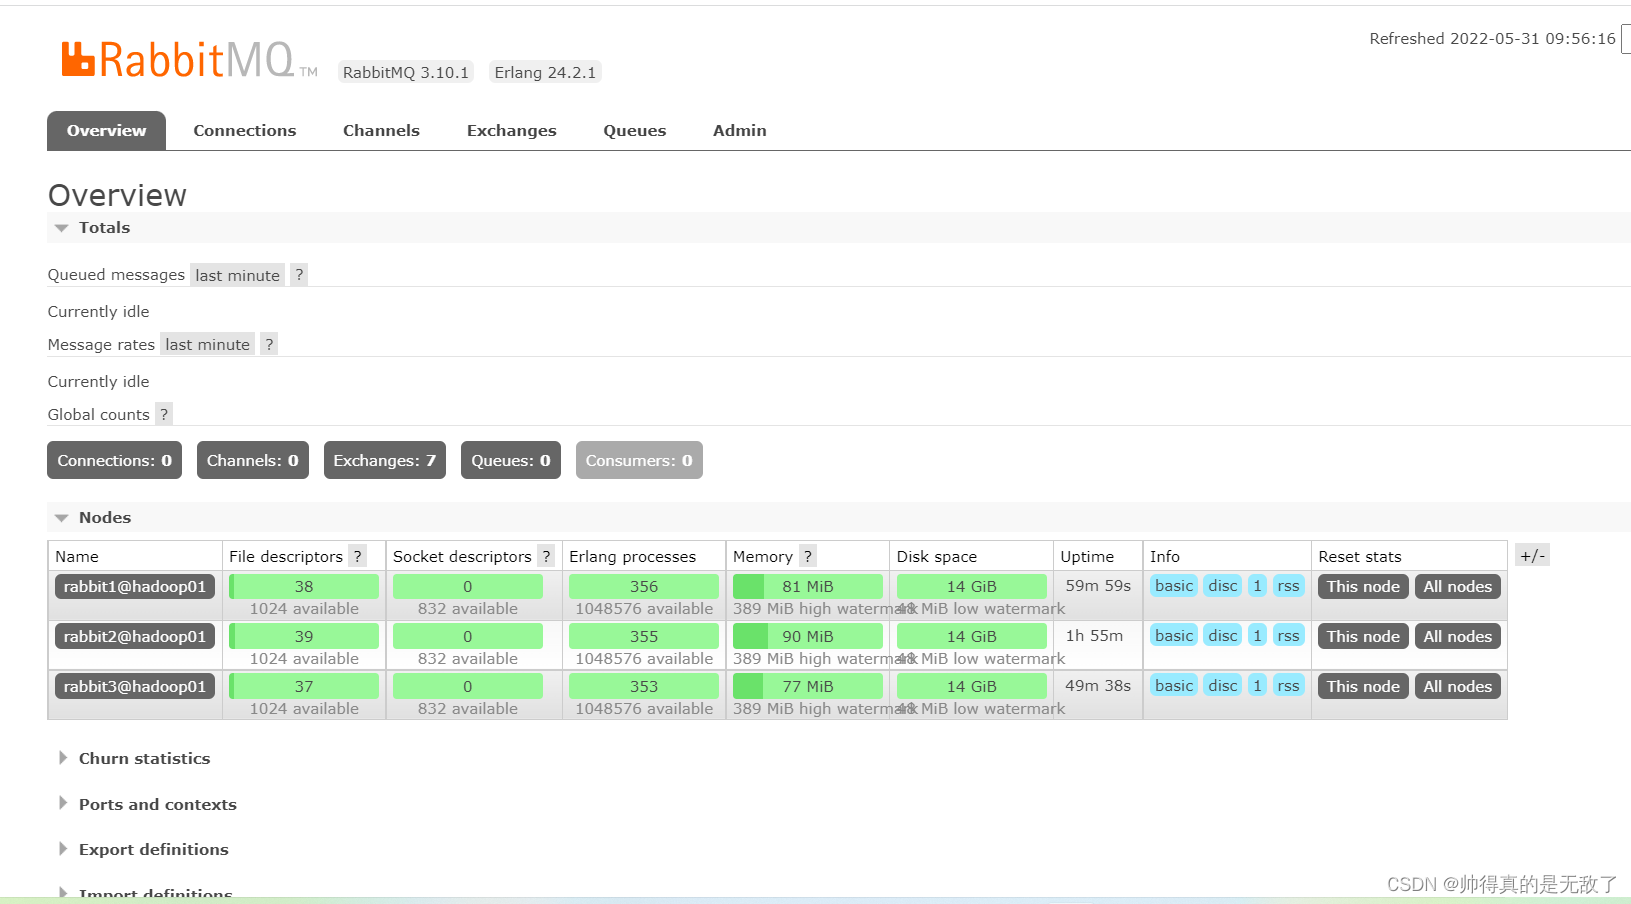 Refreshed 2022-05-31 09:56:16
RabbitMQ TM RabbitMQ 3.10.1 Erlang 24.2.1
Overview Connections Channels Exchanges Queues Admin
Overview
Totals
Queued messages last minute ?
Currently idle
Message rates last minute ?
Currently idle
Global counts ?
Connections: 0 Channels: 0 Exchanges: 7 Queues: 0 Consumers: 0
Nodes
Name File descriptors ? Socket descriptors ? Erlang processes Memory ? Disk space Uptime Info Reset stats +/-
rabbit1@hadoop01 38 0 356 81 MiB 14 GiB 59m 59s basic disc 1 rss This node All nodes
1024 available 832 available 1048576 available 389 MiB high watermark 48 MiB low watermark
rabbit2@hadoop01 39 0 355 90 MiB 14 GiB 1h 55m basic disc 1 rss This node All nodes
1024 available 832 available 1048576 available 389 MiB high watermark 48 MiB low watermark
rabbit3@hadoop01 37 0 353 77 MiB 14 GiB 49m 38s basic disc 1 rss This node All nodes
1024 available 832 available 1048576 available 389 MiB high watermark 48 MiB low watermark
Churn statistics
Ports and contexts
Export definitions
Import definitions
CSDN @帅得真的是无敌了